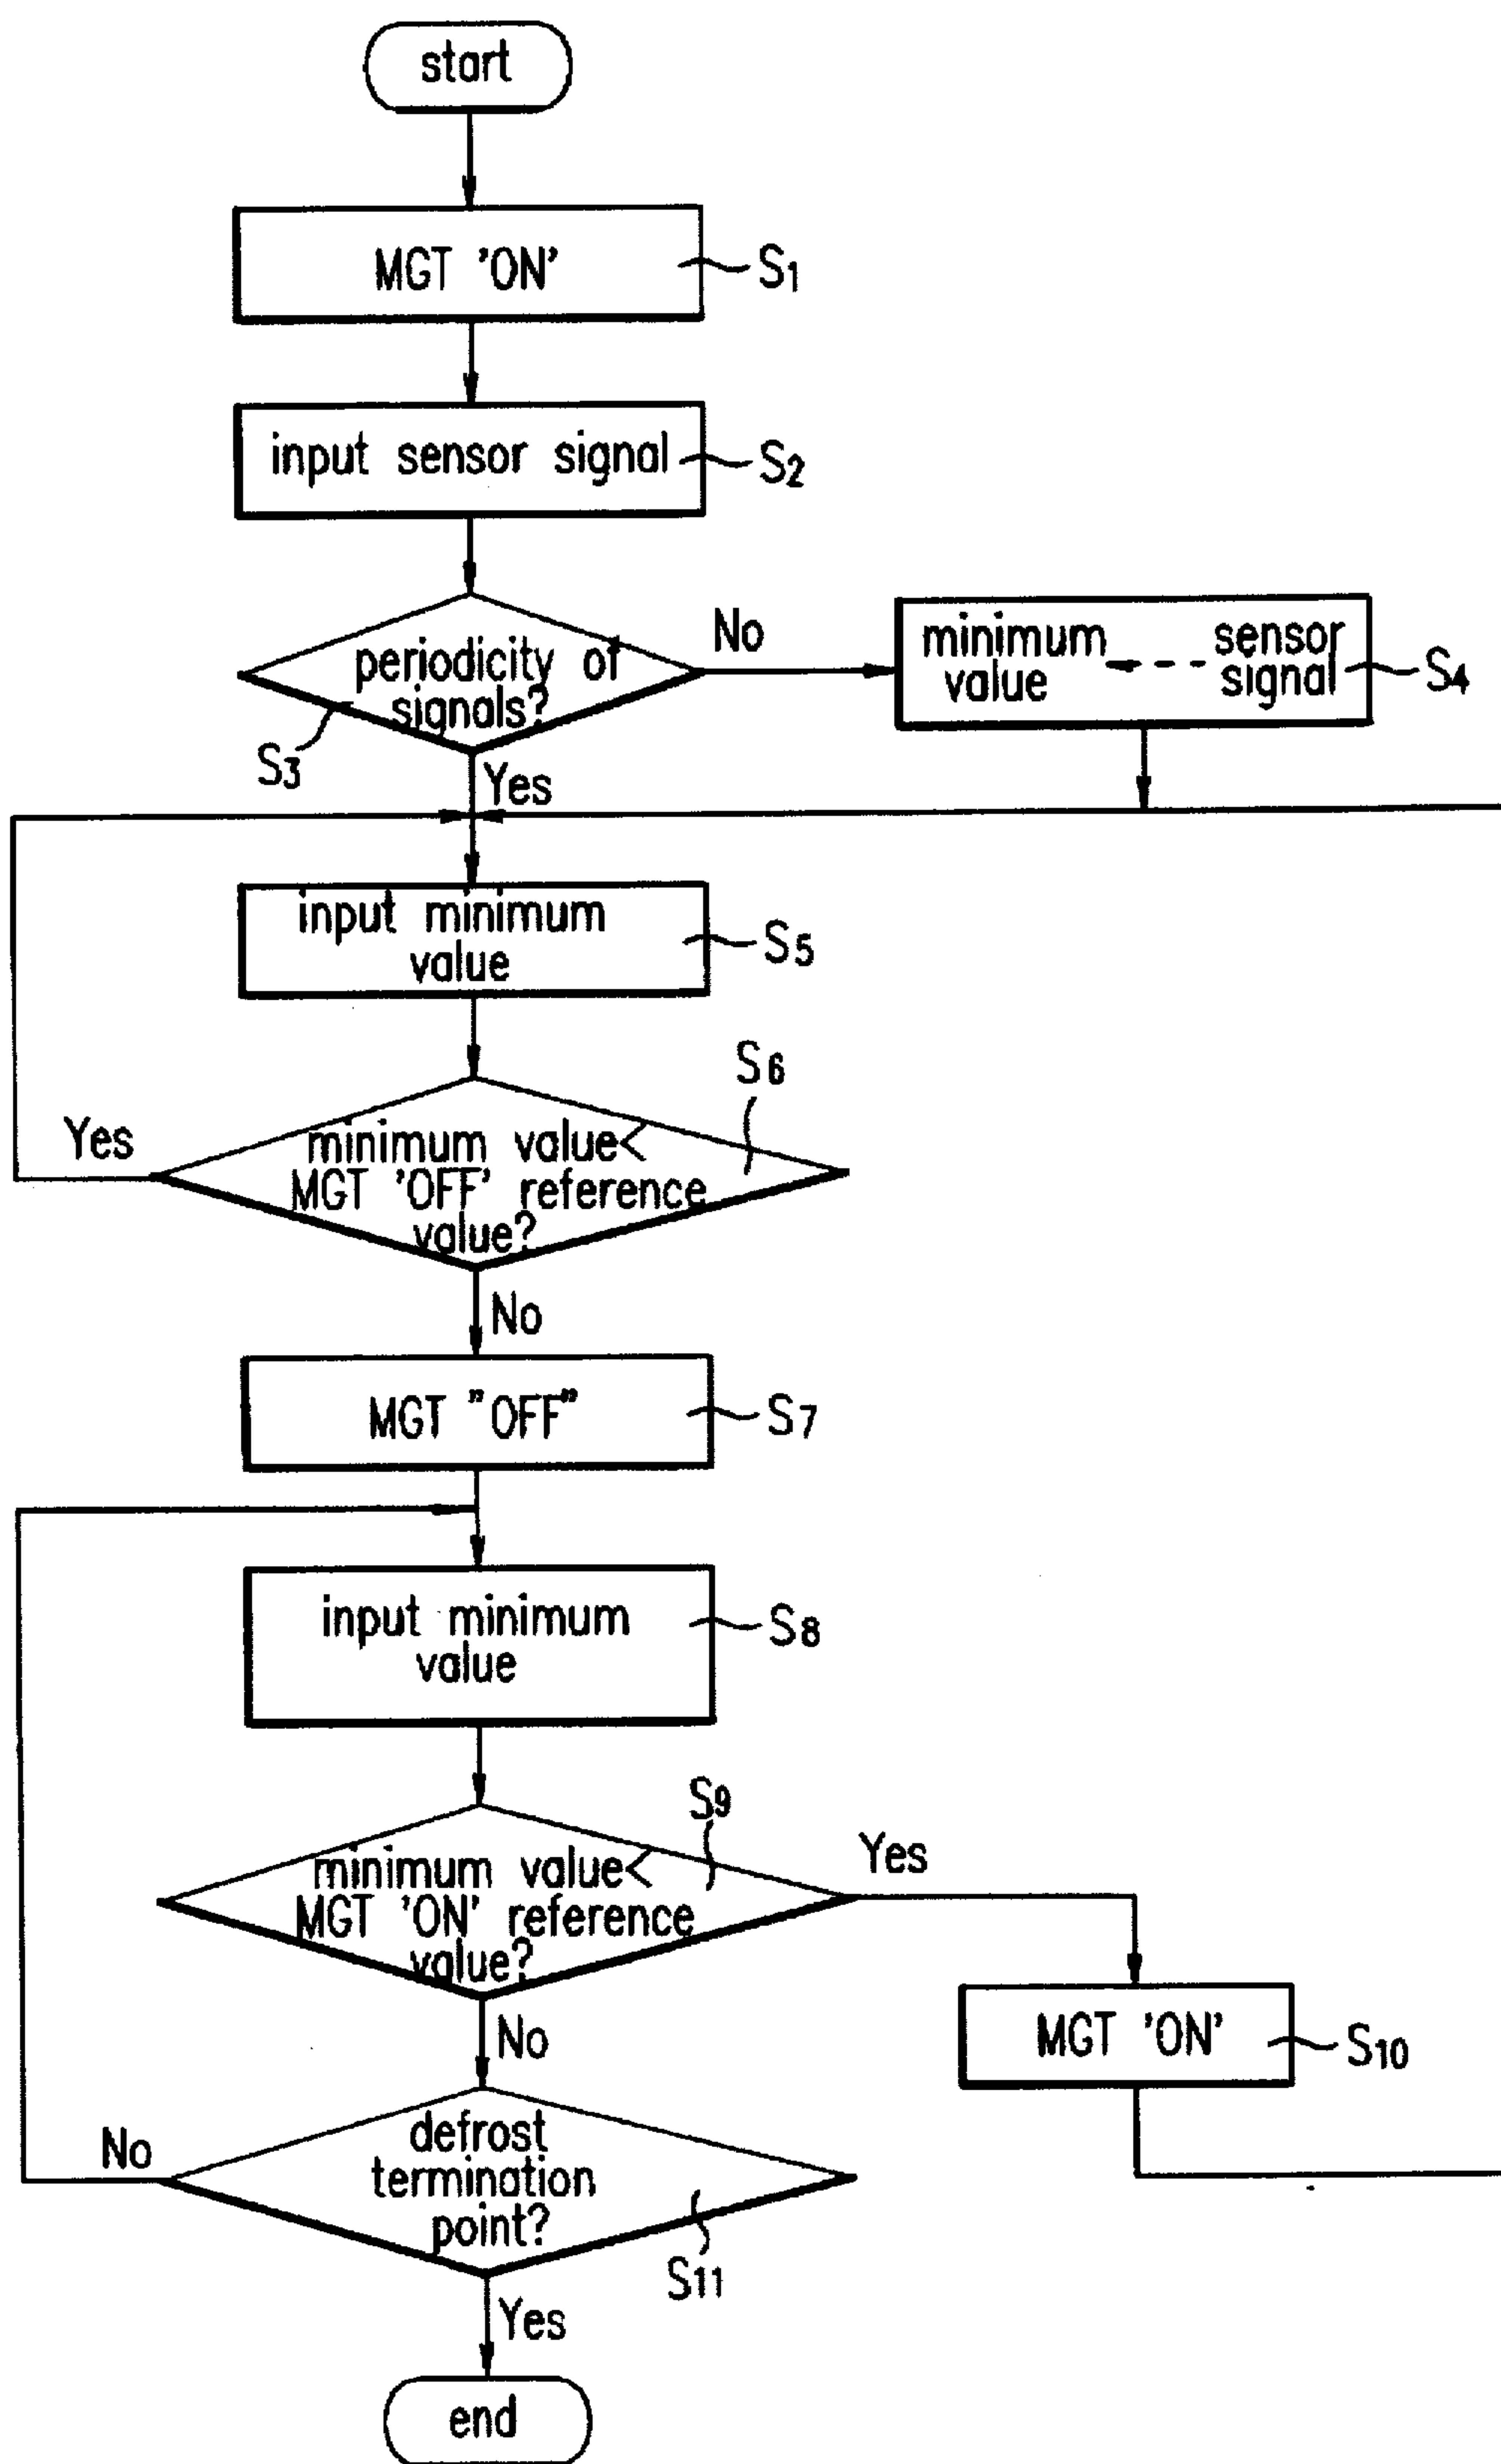 start
MGT 'ON'
S1
input sensor signal
S2
periodicity of
signals?
S3
No
minimum sensor
value signal
S4
Yes
input minimum
value
S5
S6
minimum value<
MGT 'OFF' reference
value?
Yes
No
MGT "OFF"
S7
input minimum
value
S8
S9
minimum value<
MGT 'ON' reference
value?
Yes
No
MGT 'ON'
S10
defrost
termination
point?
S11
No
Yes
end